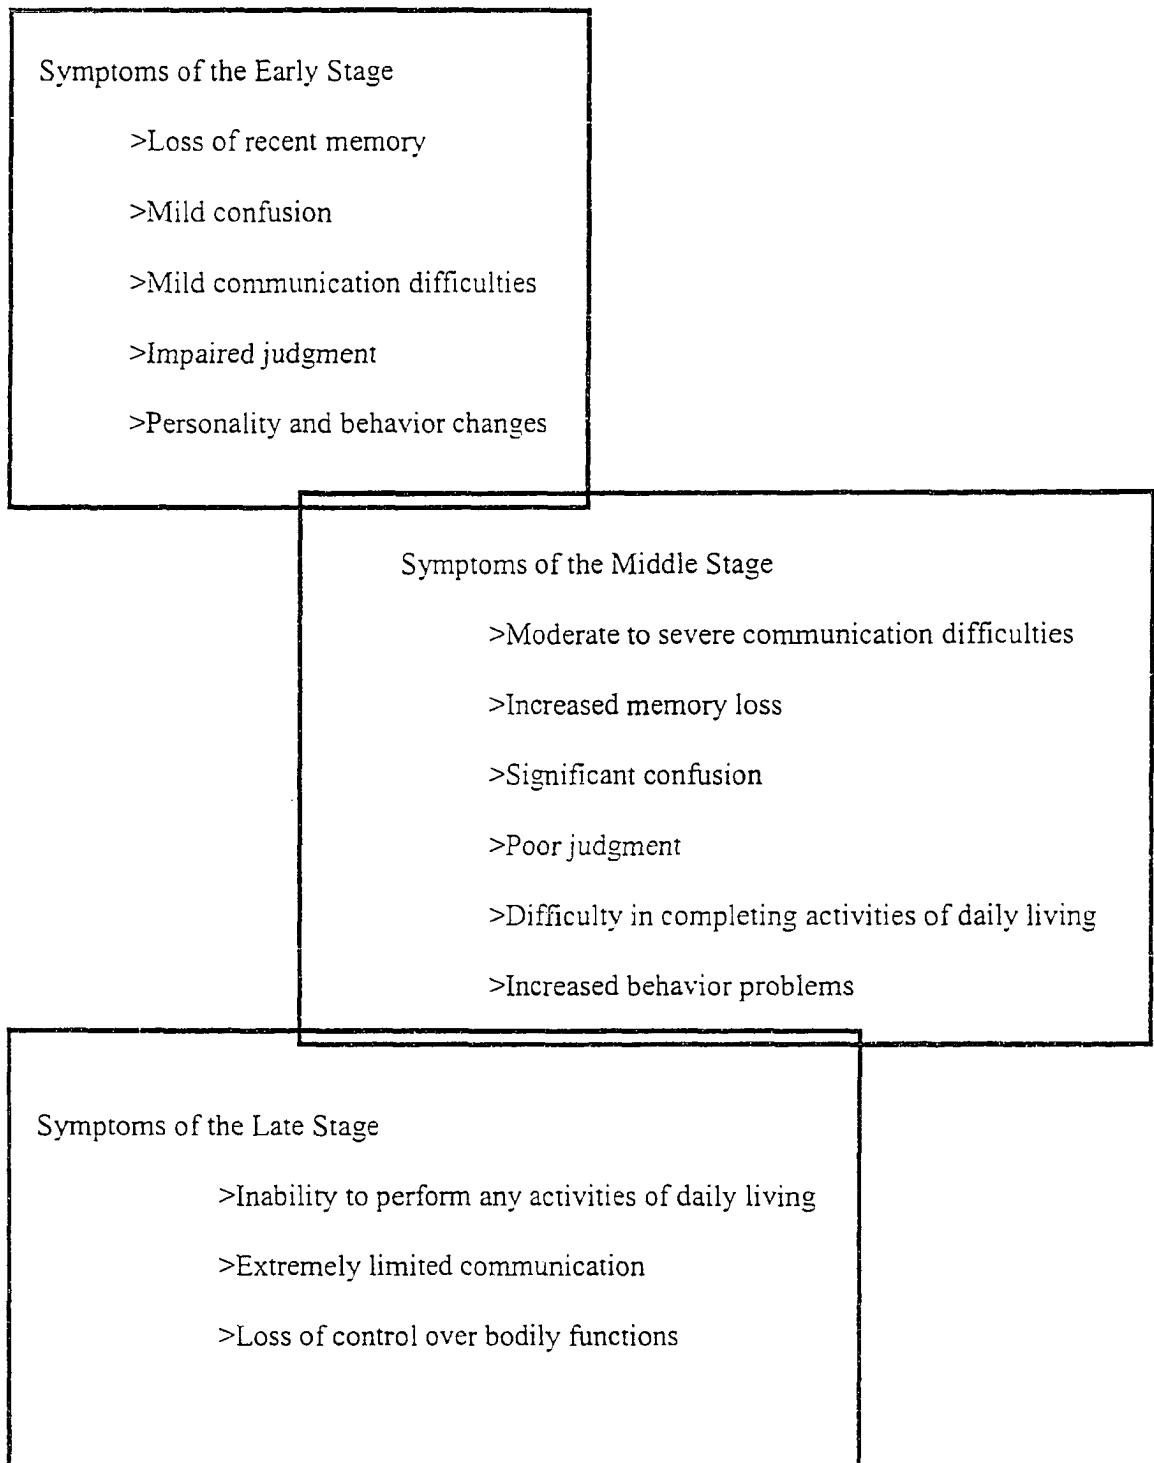 Symptoms of the Early Stage
>Loss of recent memory
>Mild confusion
>Mild communication difficulties
>Impaired judgment
>Personality and behavior changes
Symptoms of the Middle Stage
>Moderate to severe communication difficulties
>Increased memory loss
>Significant confusion
>Poor judgment
>Difficulty in completing activities of daily living
>Increased behavior problems
Symptoms of the Late Stage
>Inability to perform any activities of daily living
>Extremely limited communication
>Loss of control over bodily functions